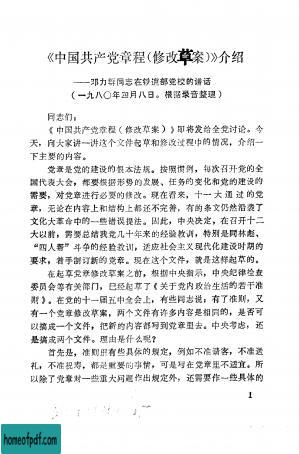 《中国共产党章程(修改草案)》介绍
——邓力群同志在铁道部党校的讲话
(一九八〇年四月八日。根据录音整理)
同志们:
《中国共产党章程(修改草案)》即将发给全党讨论。今
天,向大家讲一讲这个文件起草和修改过程中的情况,介绍一
下主要的内容。
党章是党的建设的根本法规。按照惯例,每次召开党的全
国代表大会,都要根据形势的发展、任务的变化和党的建设的
需要,对党章进行必要的修改。现在看来,十一大通过的党
章,无论在内容上和结构上都还不完善,有的条文仍然沿袭了
文化大革命中的一些错误提法。因此,中央决定,在召开十二
大以前,需要总结我党几十年来的经验教训,特别是同林彪、
“四人帮”斗争的经验教训,适应社会主义现代化建设时期的
要求,着手制订新的党章。现在这个文件,就是这样起草的。
在起草党章修改草案之前,根据中央指示,中央纪律检查
委员会等有关部门,已经起草了《关于党内政治生活的若干准
则》。在党的十一届五中全会上,有些同志说:有了准则,又
有一个党章修改草案,两个文件有许多内容是相同的,是否可
以搞成一个文件,把新的内容都写到党章里去。中央考虑,还
是搞成两个文件。理由是什么呢?
首先是,准则里有些具体的规定,例如不准请客,不准送
礼,不准祝寿,都是重要的事情,可是写在党章里不适宜。所
以除了党章对一些重大问题作出规定外,还需要作一些具体的
1
homeofpdf.com